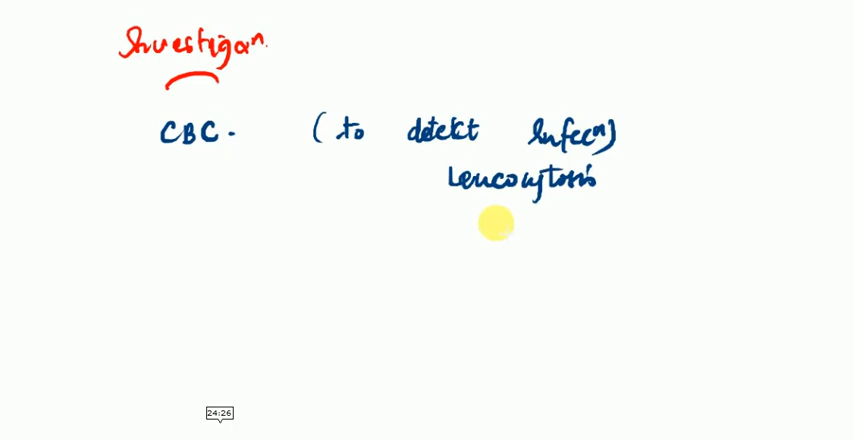 Investigaⁿ.
CBC. (to detect Infecⁿ)
Leucocytosis
24:26